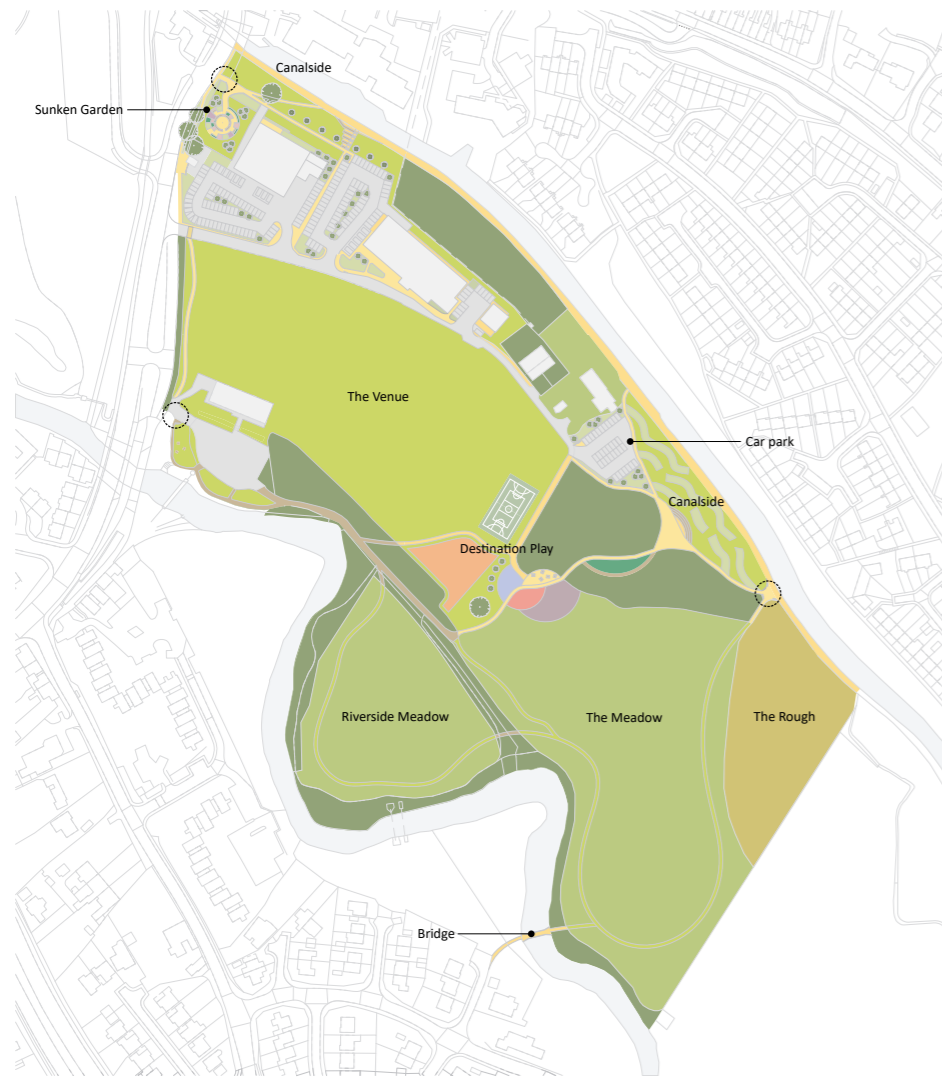 Canalside
Sunken Garden
The Venue
Car park
Canalside
Destination Play
Riverside Meadow
The Meadow
The Rough
Bridge